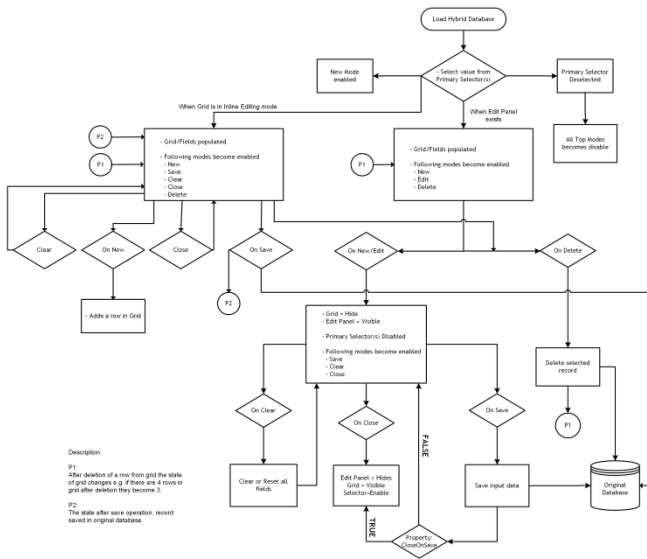 Load Hybrid Database
New Mode
enabled
- Select value from
Primary Selector(s)
Primary Selector
Deselected
When Grid is in Inline Editing mode
When Edit Panel
exists
All Top Modes
becomes disable
P2
P1
- Grid/Fields populated
- Following modes become enabled
- New
- Save
- Clear
- Close
- Delete
P1
- Grid/Fields populated
- Following modes become enabled
- New
- Edit
- Delete
Clear
On New
Close
On Save
On New/Edit
On Delete
- Adds a row in Grid
P2
- Grid = Hide
- Edit Panel = Visible
- Primary Selector(s) Disabled
- Following modes become enabled
- Save
- Clear
- Close
Delete selected
record
On Clear
On Close
On Save
P1
FALSE
Clear or Reset all
fields
Edit Panel = Hides
Grid = Visible
Selector=Enable
Save input data
Original
Database
TRUE
Property:
CloseOnSave
Description:
P1:
After deletion of a row from grid the state
of grid changes e.g. if there are 4 rows in
grid after deletion they become 3.
P2:
The state after save operation, record
saved in original database.